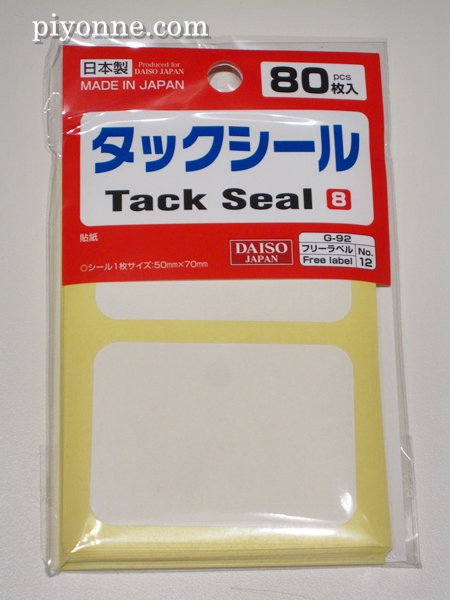 piyonne.com
日本製 Produced for DAISO JAPAN
MADE IN JAPAN
80 pcs 枚入
タックシール
Tack Seal 8
貼紙
◎シール1枚サイズ:50mm×70mm
DAISO
JAPAN
G-92
フリーラベル
Free label
No. 12